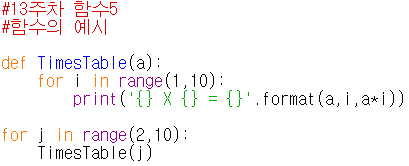 #13주차 함수5
#함수의 예시
def TimesTable(a):
    for i in range(1,10):
        print('{} X {} = {}'.format(a,i,a*i))
for j in range(2,10):
    TimesTable(j)